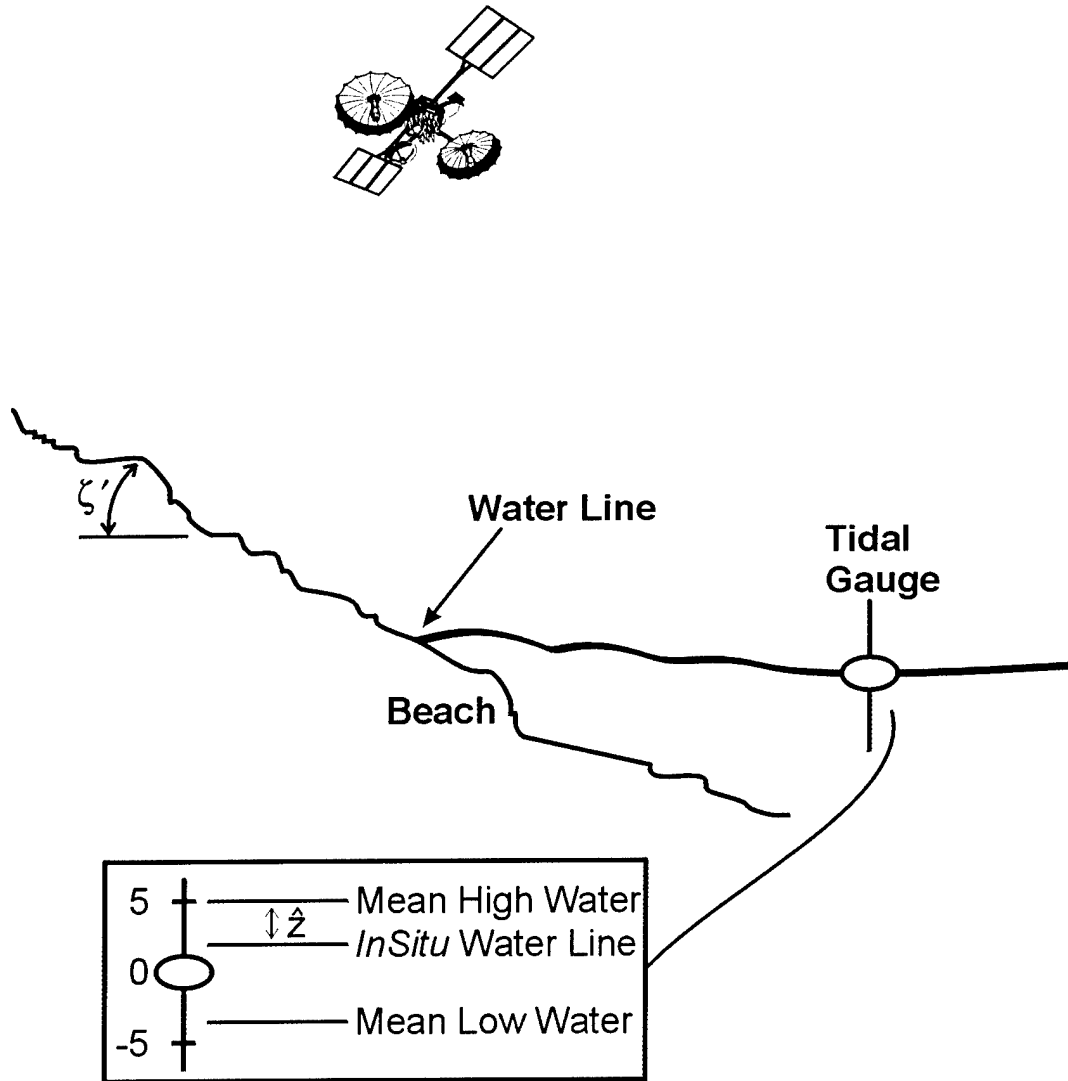 ζ′
Water Line
Tidal
Gauge
Beach
5
Mean High Water
ẑ
InSitu Water Line
0
Mean Low Water
-5